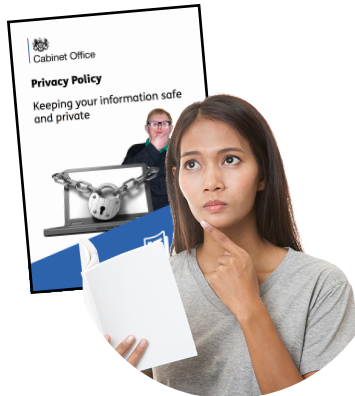 Cabinet Office
Privacy Policy
Keeping your information safe
and private